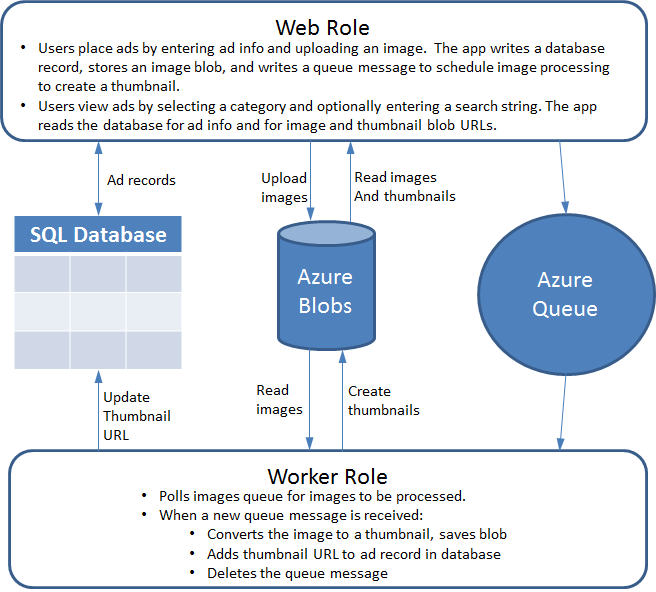 Web Role
• Users place ads by entering ad info and uploading an image.  The app writes a database
record, stores an image blob, and writes a queue message to schedule image processing
to create a thumbnail.
• Users view ads by selecting a category and optionally entering a search string. The app
reads the database for ad info and for image and thumbnail blob URLs.
Ad records
Upload
images
Read images
And thumbnails
SQL Database
Azure
Blobs
Azure
Queue
Update
Thumbnail
URL
Read
images
Create
thumbnails
Worker Role
• Polls images queue for images to be processed.
• When a new queue message is received:
• Converts the image to a thumbnail, saves blob
• Adds thumbnail URL to ad record in database
• Deletes the queue message